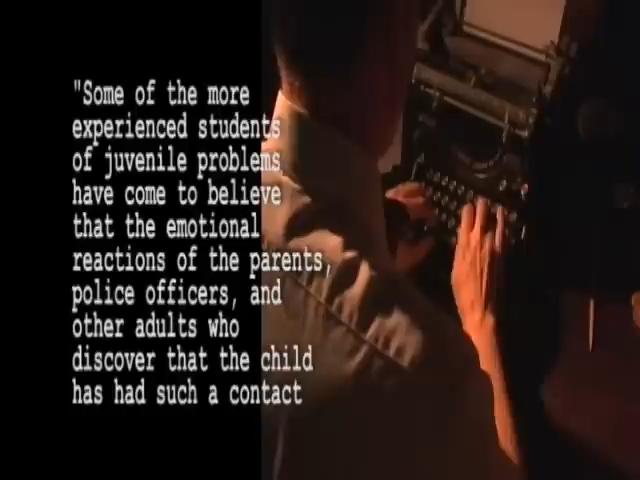 "Some of the more
experienced students
of juvenile problems
have come to believe
that the emotional
reactions of the parents,
police officers, and
other adults who
discover that the child
has had such a contact